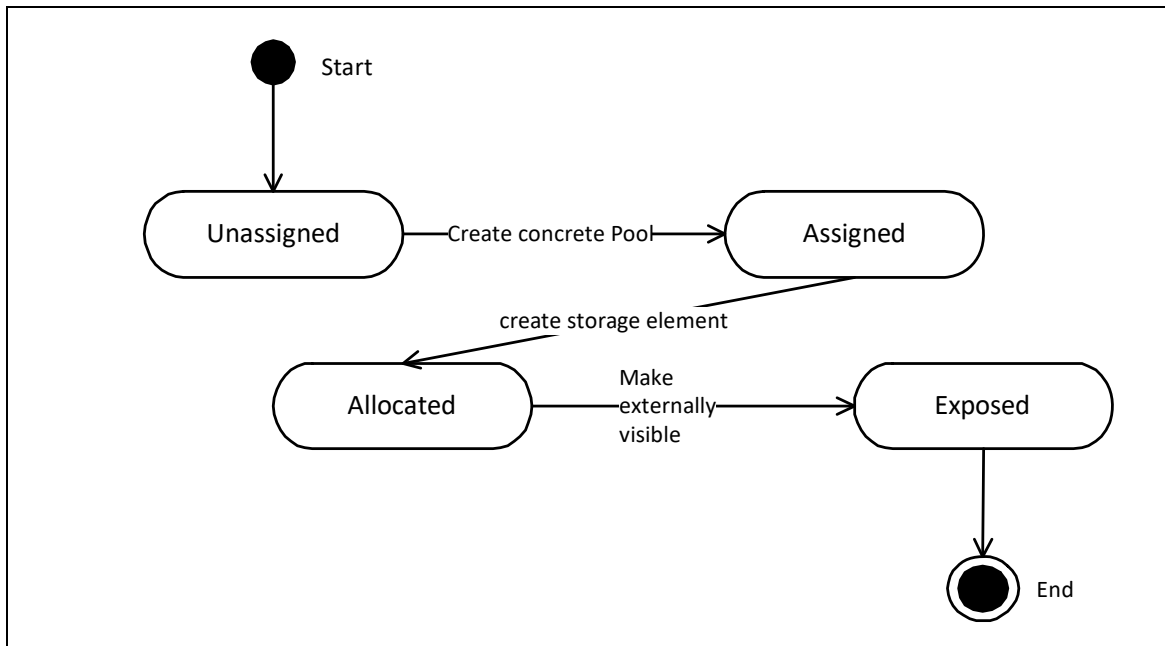 Start
Unassigned
Create concrete Pool
Assigned
create storage element
Allocated
Make
externally
visible
Exposed
End